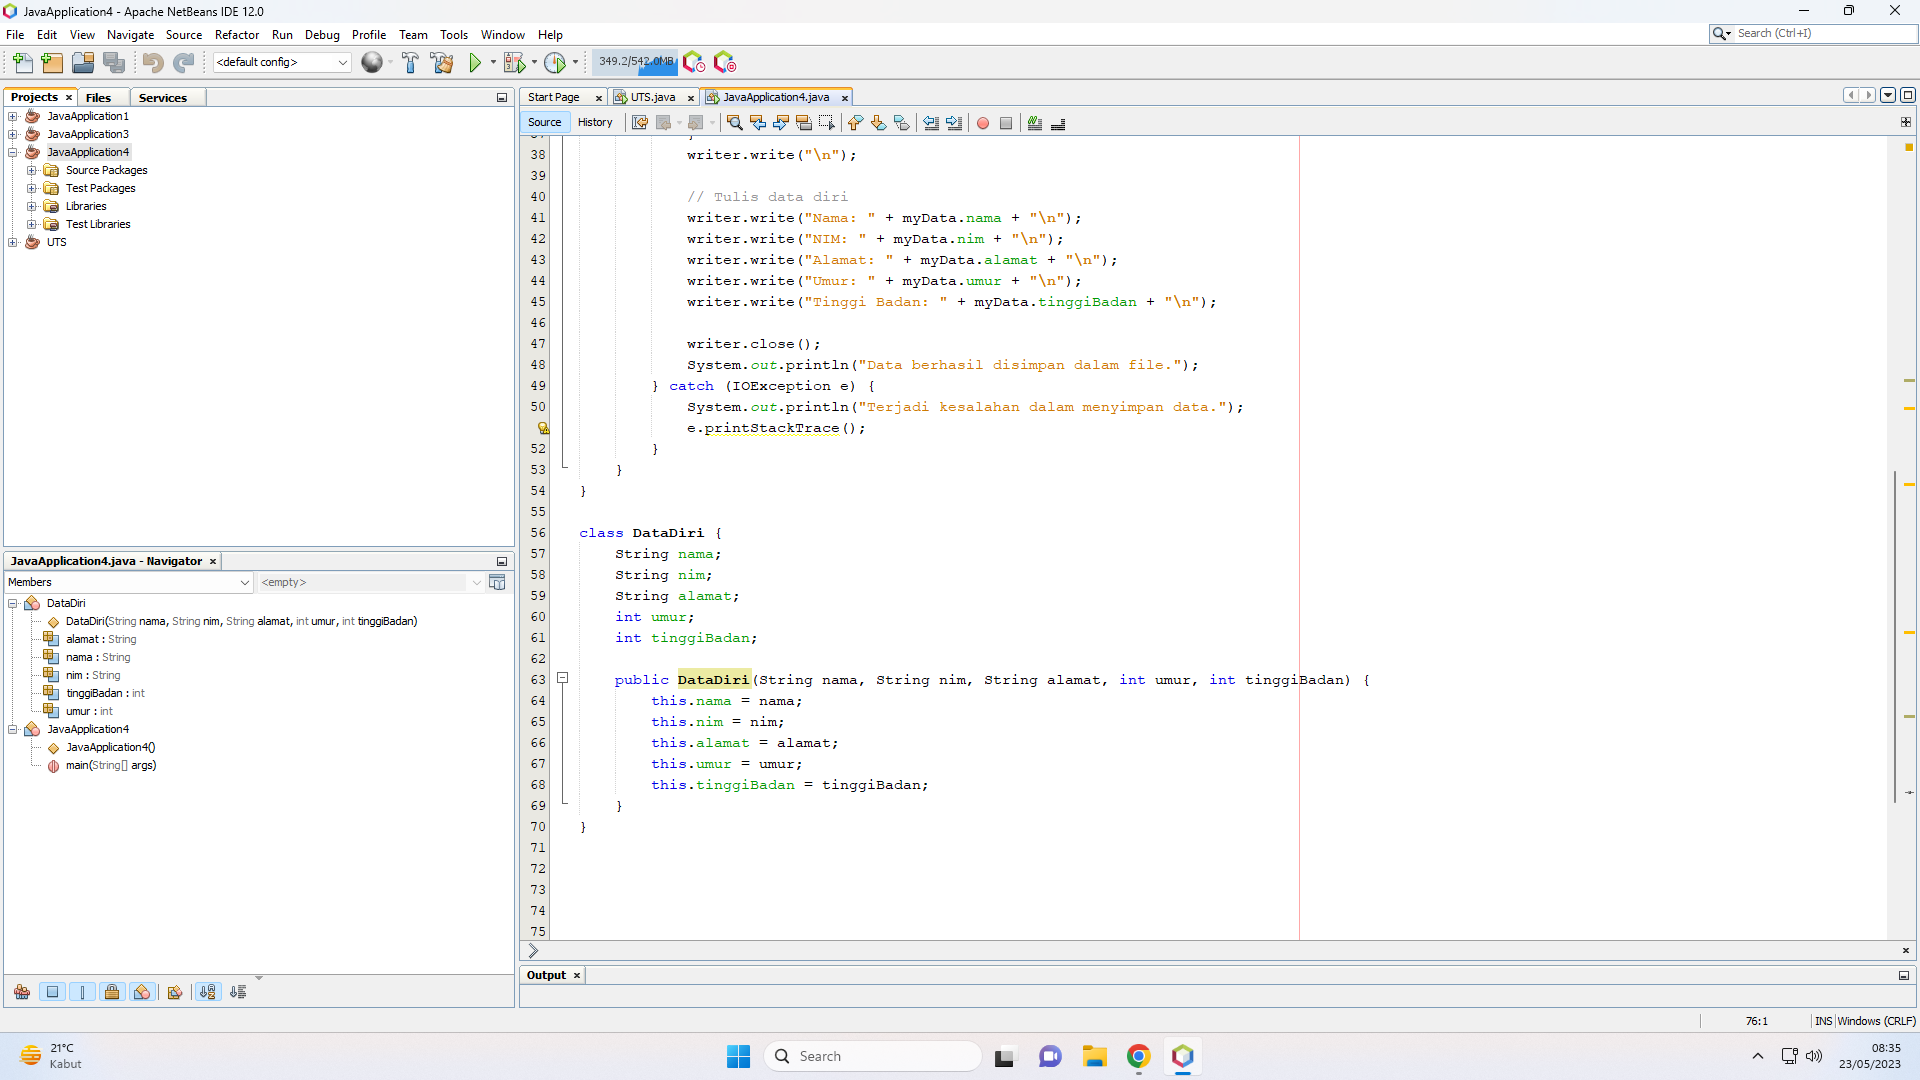 JavaApplication4 - Apache NetBeans IDE 12.0
File Edit View Navigate Source Refactor Run Debug Profile Team Tools Window Help
Search (Ctrl+I)
<default config>
349.2/542.0MB
Projects Files Services
JavaApplication1
JavaApplication3
JavaApplication4
Source Packages
Test Packages
Libraries
Test Libraries
UTS
JavaApplication4.java - Navigator
Members <empty>
DataDiri
DataDiri(String nama, String nim, String alamat, int umur, int tinggiBadan)
alamat : String
nama : String
nim : String
tinggiBadan : int
umur : int
JavaApplication4
JavaApplication4()
main(String[] args)
Start Page UTS.java JavaApplication4.java
Source History
38 writer.write("\n");
39
40 // Tulis data diri
41 writer.write("Nama: " + myData.nama + "\n");
42 writer.write("NIM: " + myData.nim + "\n");
43 writer.write("Alamat: " + myData.alamat + "\n");
44 writer.write("Umur: " + myData.umur + "\n");
45 writer.write("Tinggi Badan: " + myData.tinggiBadan + "\n");
46
47 writer.close();
48 System.out.println("Data berhasil disimpan dalam file.");
49 } catch (IOException e) {
50 System.out.println("Terjadi kesalahan dalam menyimpan data.");
e.printStackTrace();
52 }
53 }
54 }
55
56 class DataDiri {
57 String nama;
58 String nim;
59 String alamat;
60 int umur;
61 int tinggiBadan;
62
63 public DataDiri(String nama, String nim, String alamat, int umur, int tinggiBadan) {
64 this.nama = nama;
65 this.nim = nim;
66 this.alamat = alamat;
67 this.umur = umur;
68 this.tinggiBadan = tinggiBadan;
69 }
70 }
71
72
73
74
75
Output
76:1 INS Windows (CRLF)
21°C
Kabut
Search
08:35
23/05/2023